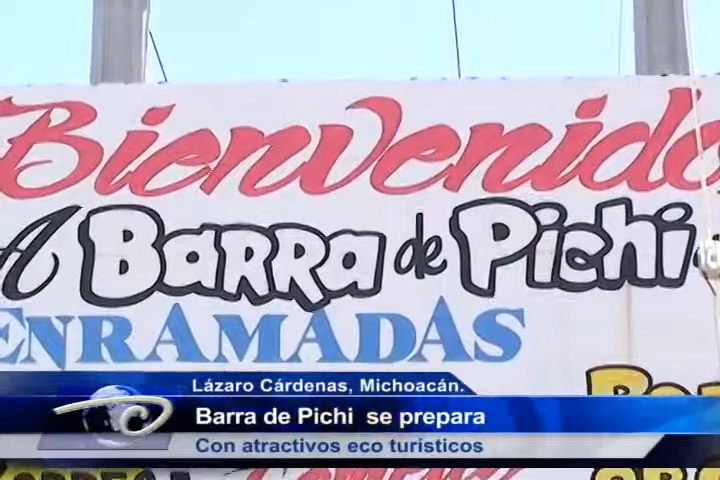 Bienvenido
A BARRA de Pichi
ENRAMADAS
Lázaro Cárdenas, Michoacán.
Barra de Pichi se prepara
Con atractivos eco turísticos